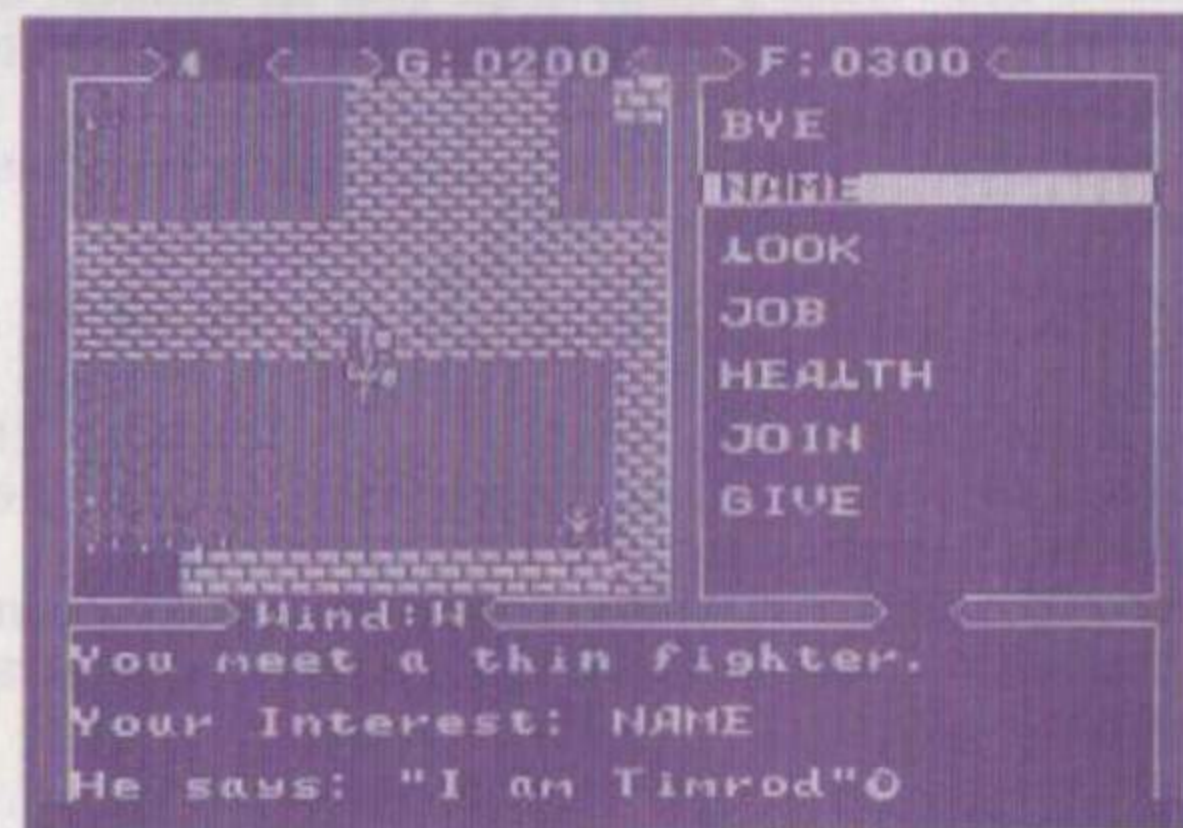 G:0200 F:0300
BYE
NAME
LOOK
JOB
HEALTH
JOIN
GIVE
Wind:W
You meet a thin fighter.
Your Interest: NAME
He says: "I am Timrod"